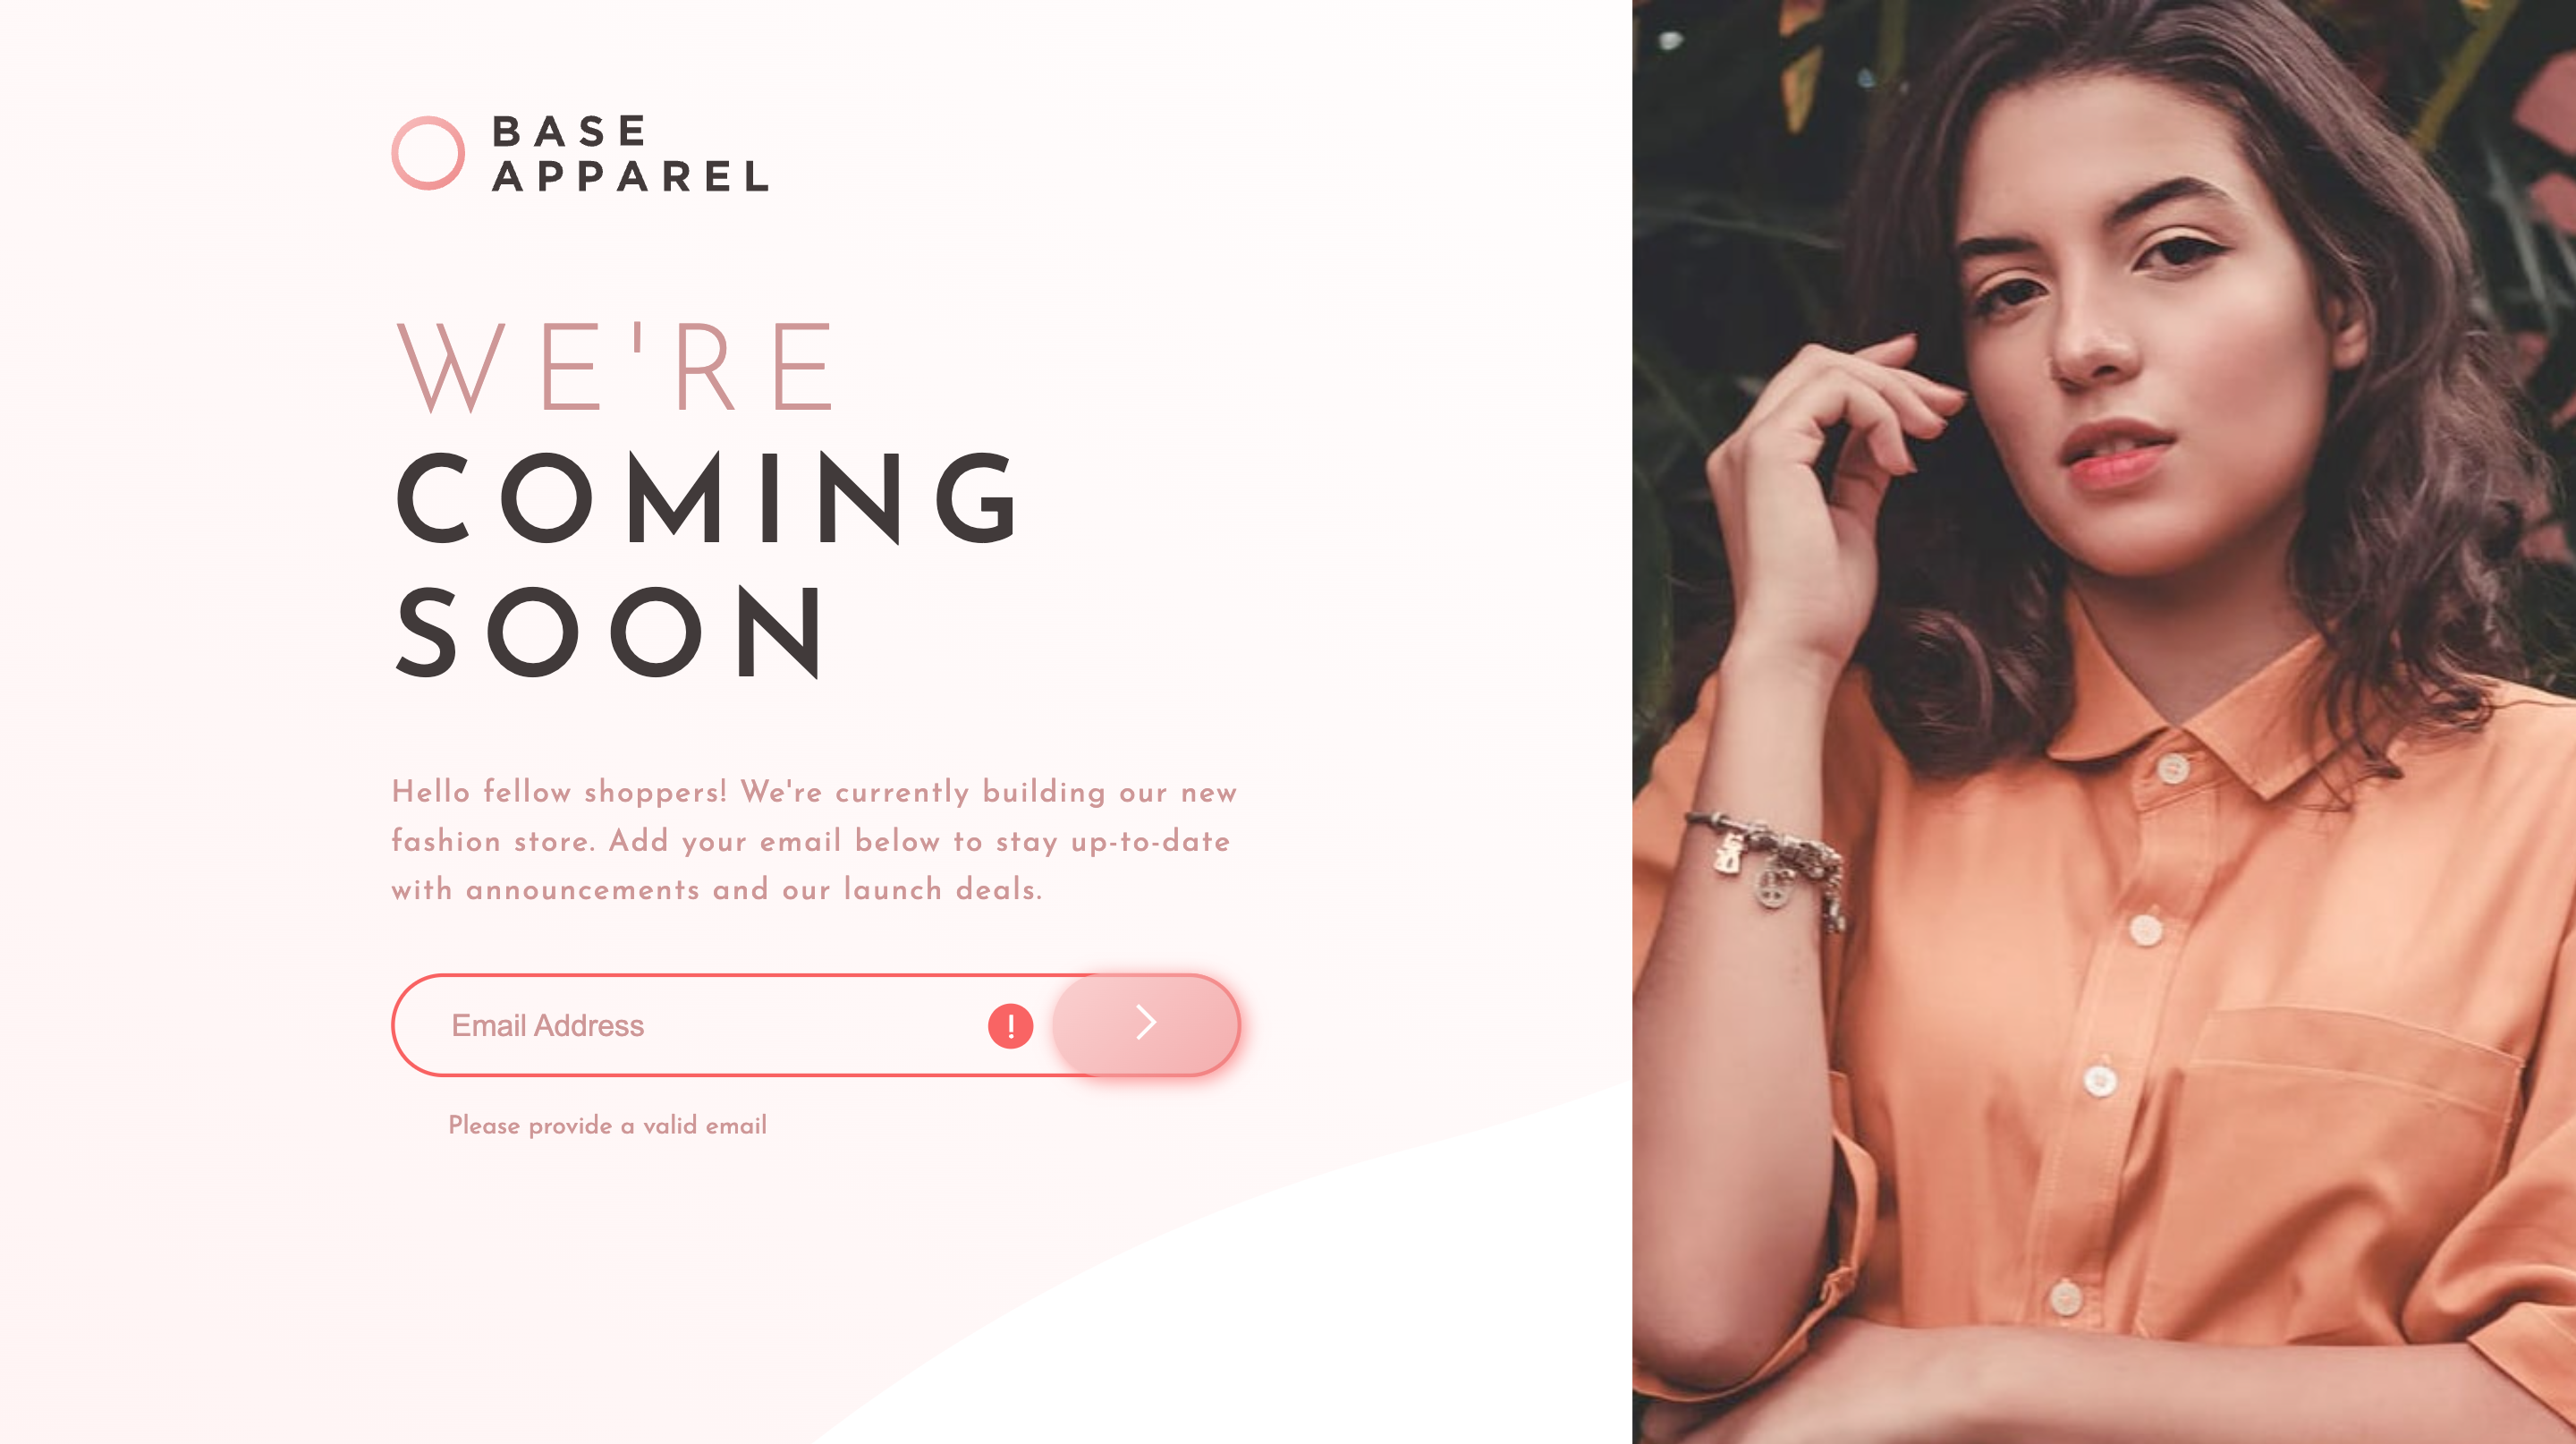 BASE
APPAREL
WE'RE
COMING
SOON
Hello fellow shoppers! We're currently building our new
fashion store. Add your email below to stay up-to-date
with announcements and our launch deals.
Email Address
!
Please provide a valid email